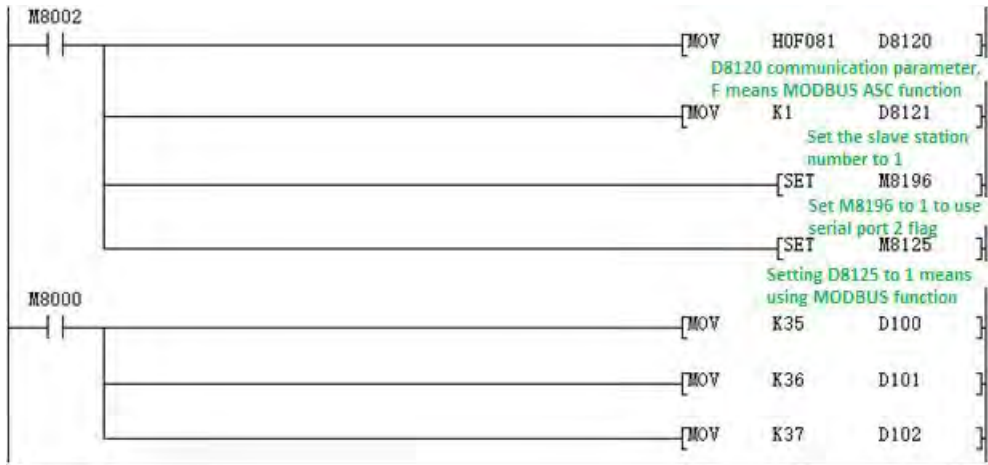 M8002
[MOV H0F081 D8120 ]
D8120 communication parameter,
F means MODBUS ASC function
[MOV K1 D8121 ]
Set the slave station
number to 1
[SET M8196 ]
Set M8196 to 1 to use
serial port 2 flag
[SET M8125 ]
Setting D8125 to 1 means
using MODBUS function
M8000
[MOV K35 D100 ]
[MOV K36 D101 ]
[MOV K37 D102 ]